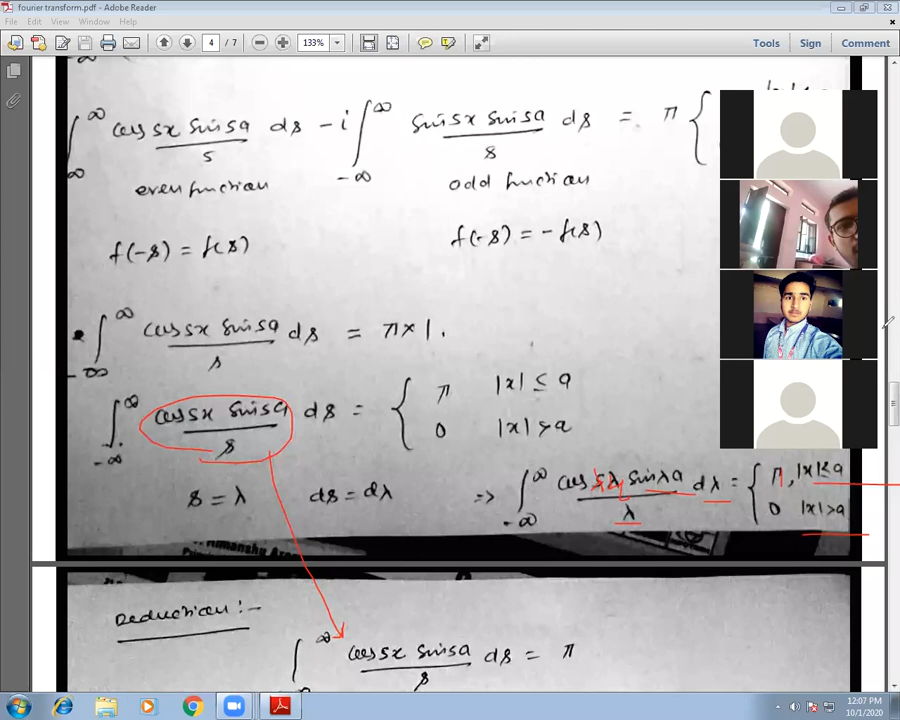 fourier transform.pdf - Adobe Reader
File Edit View Window Help
4 / 7 133% Tools Sign Comment
-∞
∫ ∞ ∞ cos sx sin sa / s ds - i ∫ ∞ -∞ sin sx sin sa / s ds = π {
even function odd function
f(-s) = f(s) f(-s) = -f(s)
∫ ∞ -∞ cos sx sin sa / s ds = π × 1.
∫ ∞ -∞ cos sx sin sa / s ds = { π |x| ≤ a
0 |x| > a
s = λ ds = dλ => ∫ ∞ -∞ sin λa / λ dλ = { π, |x| ≤ a
0 |x| > a
Deduction :-
∫ ∞ cos sx sin sa / s ds = π
12:07 PM
10/1/2020